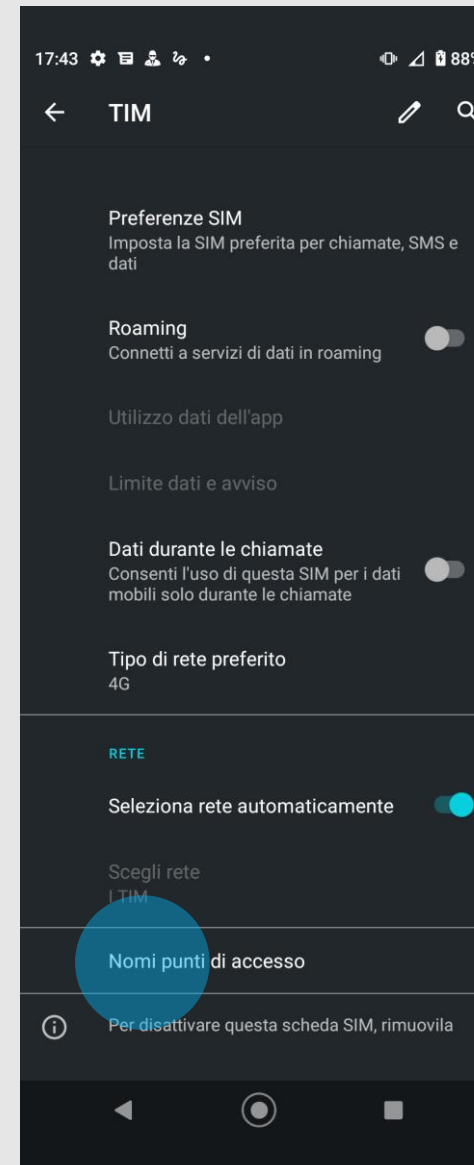 17:43 88%
TIM
Preferenze SIM
Imposta la SIM preferita per chiamate, SMS e
dati
Roaming
Connetti a servizi di dati in roaming
Utilizzo dati dell'app
Limite dati e avviso
Dati durante le chiamate
Consenti l'uso di questa SIM per i dati
mobili solo durante le chiamate
Tipo di rete preferito
4G
RETE
Seleziona rete automaticamente
Scegli rete
I TIM
Nomi punti di accesso
Per disattivare questa scheda SIM, rimuovila